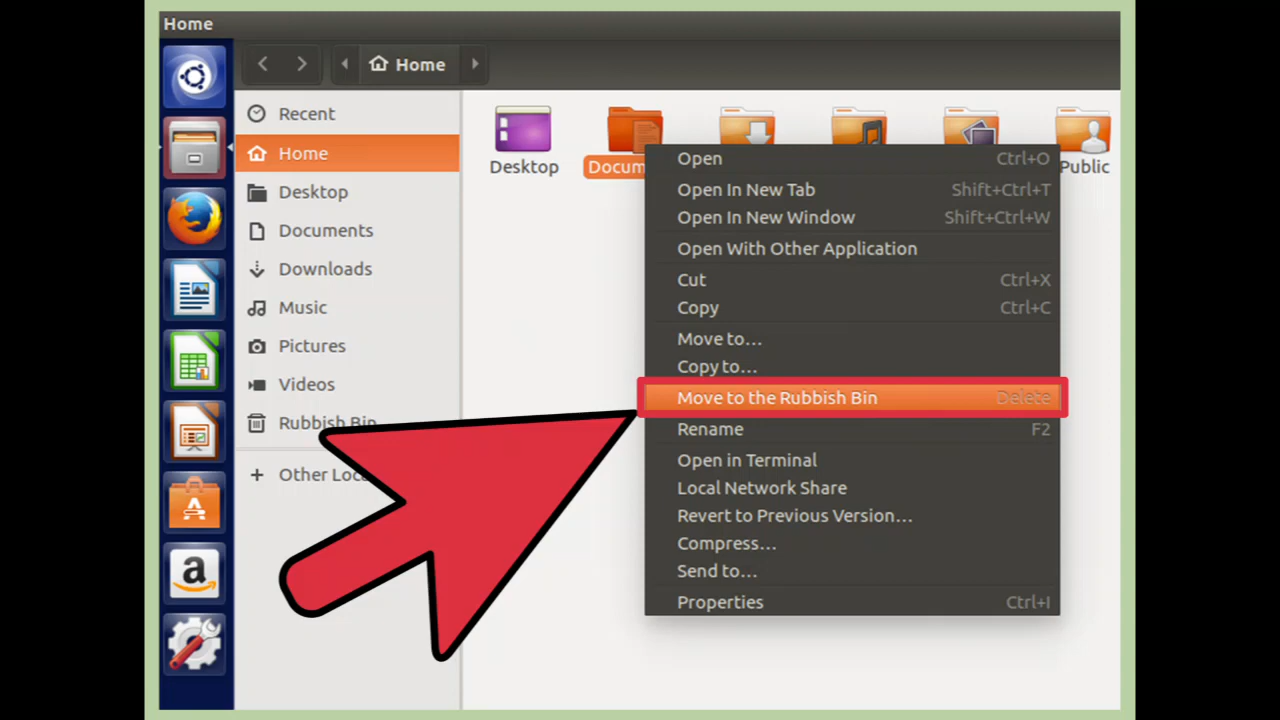 Home
Home
Recent
Home
Desktop
Documents
Downloads
Music
Pictures
Videos
Rubbish Bin
Other Loc
Desktop
Docum
Public
Open Ctrl+O
Open In New Tab Shift+Ctrl+T
Open In New Window Shift+Ctrl+W
Open With Other Application
Cut Ctrl+X
Copy Ctrl+C
Move to...
Copy to...
Move to the Rubbish Bin Delete
Rename F2
Open in Terminal
Local Network Share
Revert to Previous Version...
Compress...
Send to...
Properties Ctrl+I
a